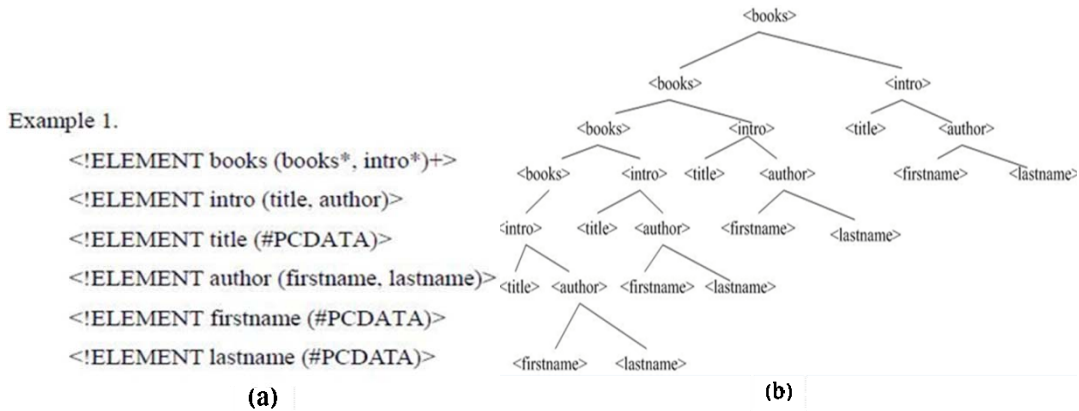 Example 1.
<!ELEMENT books (books*, intro*)+>
<!ELEMENT intro (title, author)>
<!ELEMENT title (#PCDATA)>
<!ELEMENT author (firstname, lastname)>
<!ELEMENT firstname (#PCDATA)>
<!ELEMENT lastname (#PCDATA)>
(a)
<books>
<books> <intro>
<books> <intro> <title> <author>
<books> <intro> <title> <author> <firstname> <lastname>
<intro> <title> <author> <firstname> <lastname>
<title> <author> <firstname> <lastname>
<firstname> <lastname>
(b)